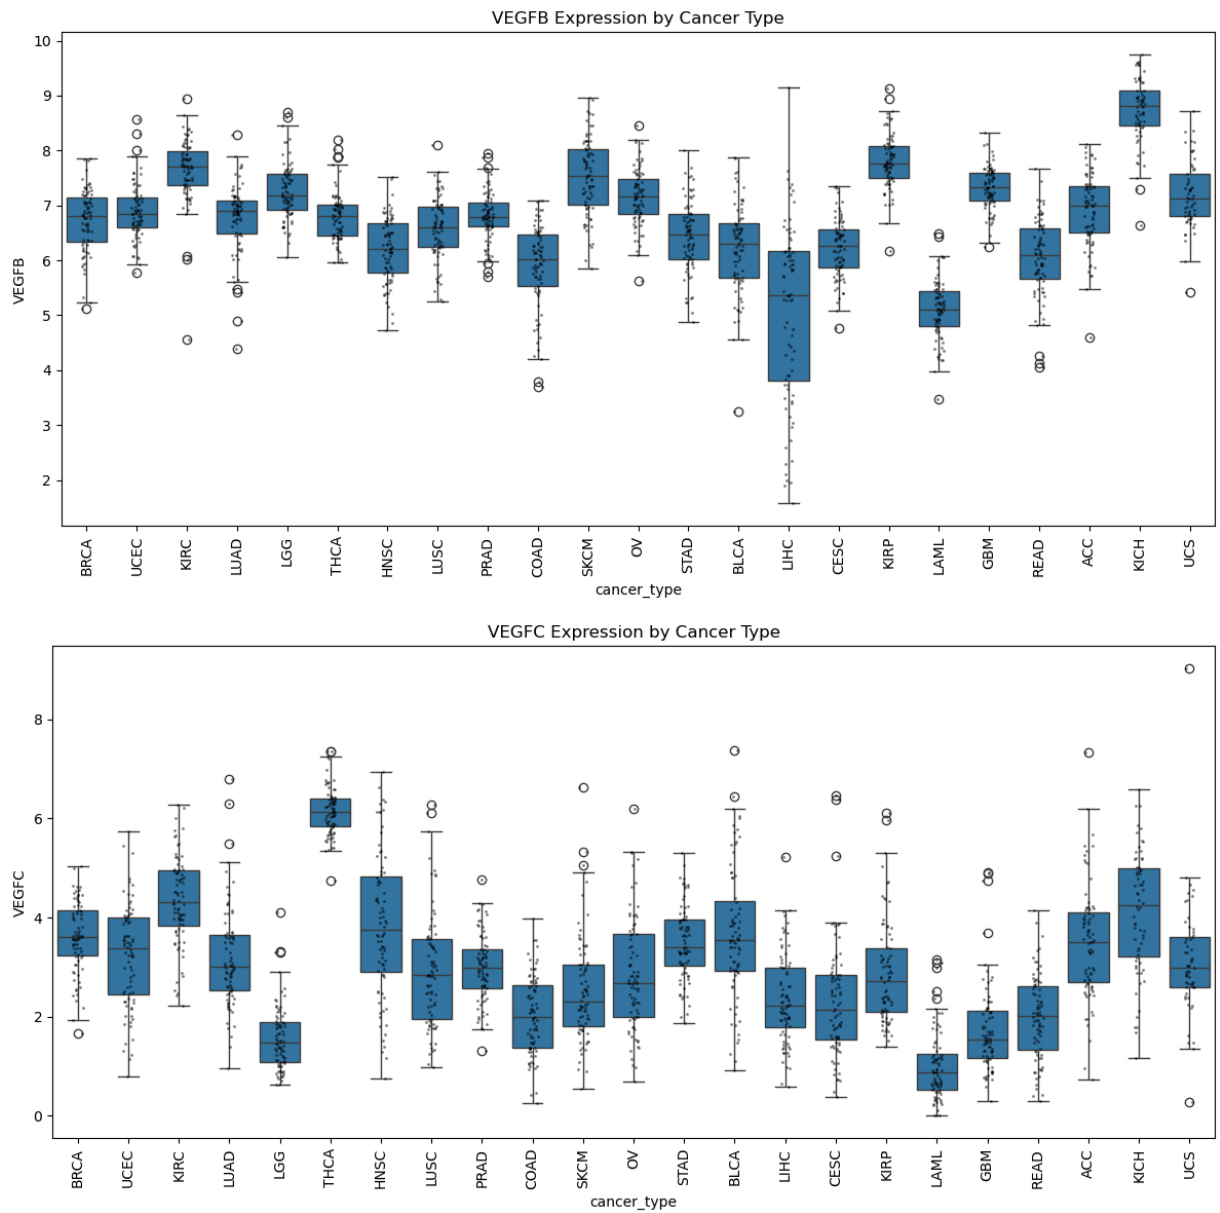 VEGFB Expression by Cancer Type
10
9
8
7
6
5
4
3
2
VEGFB
BRCA UCEC KIRC LUAD LGG THCA HNSC LUSC PRAD COAD SKCM OV STAD BLCA LIHC CESC KIRP LAML GBM READ ACC KICH UCS
cancer_type
VEGFC Expression by Cancer Type
8
6
4
2
0
VEGFC
BRCA UCEC KIRC LUAD LGG THCA HNSC LUSC PRAD COAD SKCM OV STAD BLCA LIHC CESC KIRP LAML GBM READ ACC KICH UCS
cancer_type